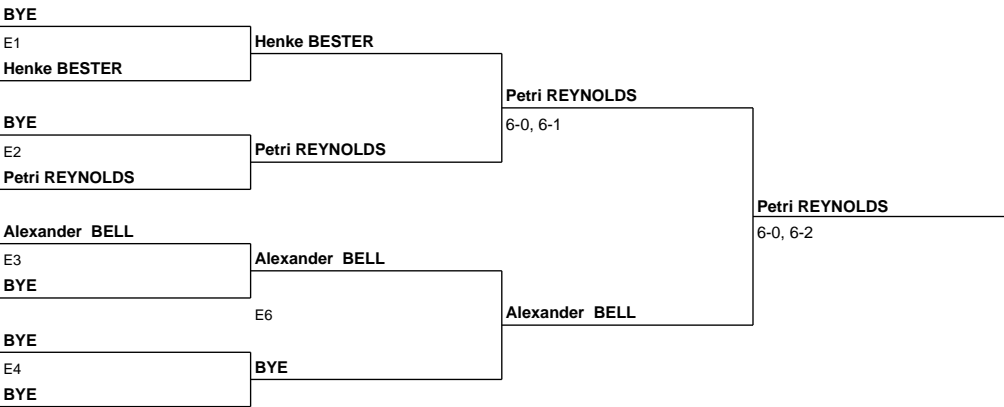 BYE
E1
Henke BESTER
Henke BESTER
BYE
E2
Petri REYNOLDS
Petri REYNOLDS
Petri REYNOLDS
6-0, 6-1
Alexander BELL
E3
BYE
Alexander BELL
E6
BYE
E4
BYE
BYE
Alexander BELL
Petri REYNOLDS
6-0, 6-2